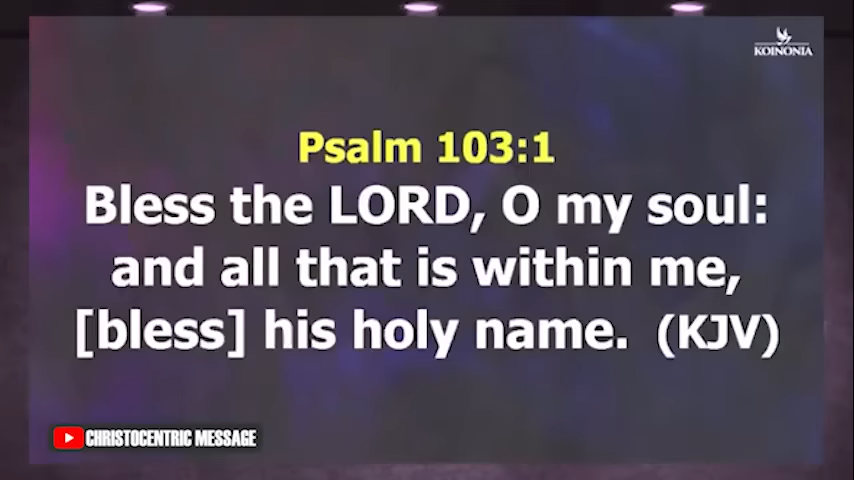 KOINONIA
Psalm 103:1
Bless the LORD, O my soul:
and all that is within me,
[bless] his holy name. (KJV)
CHRISTOCENTRIC MESSAGE